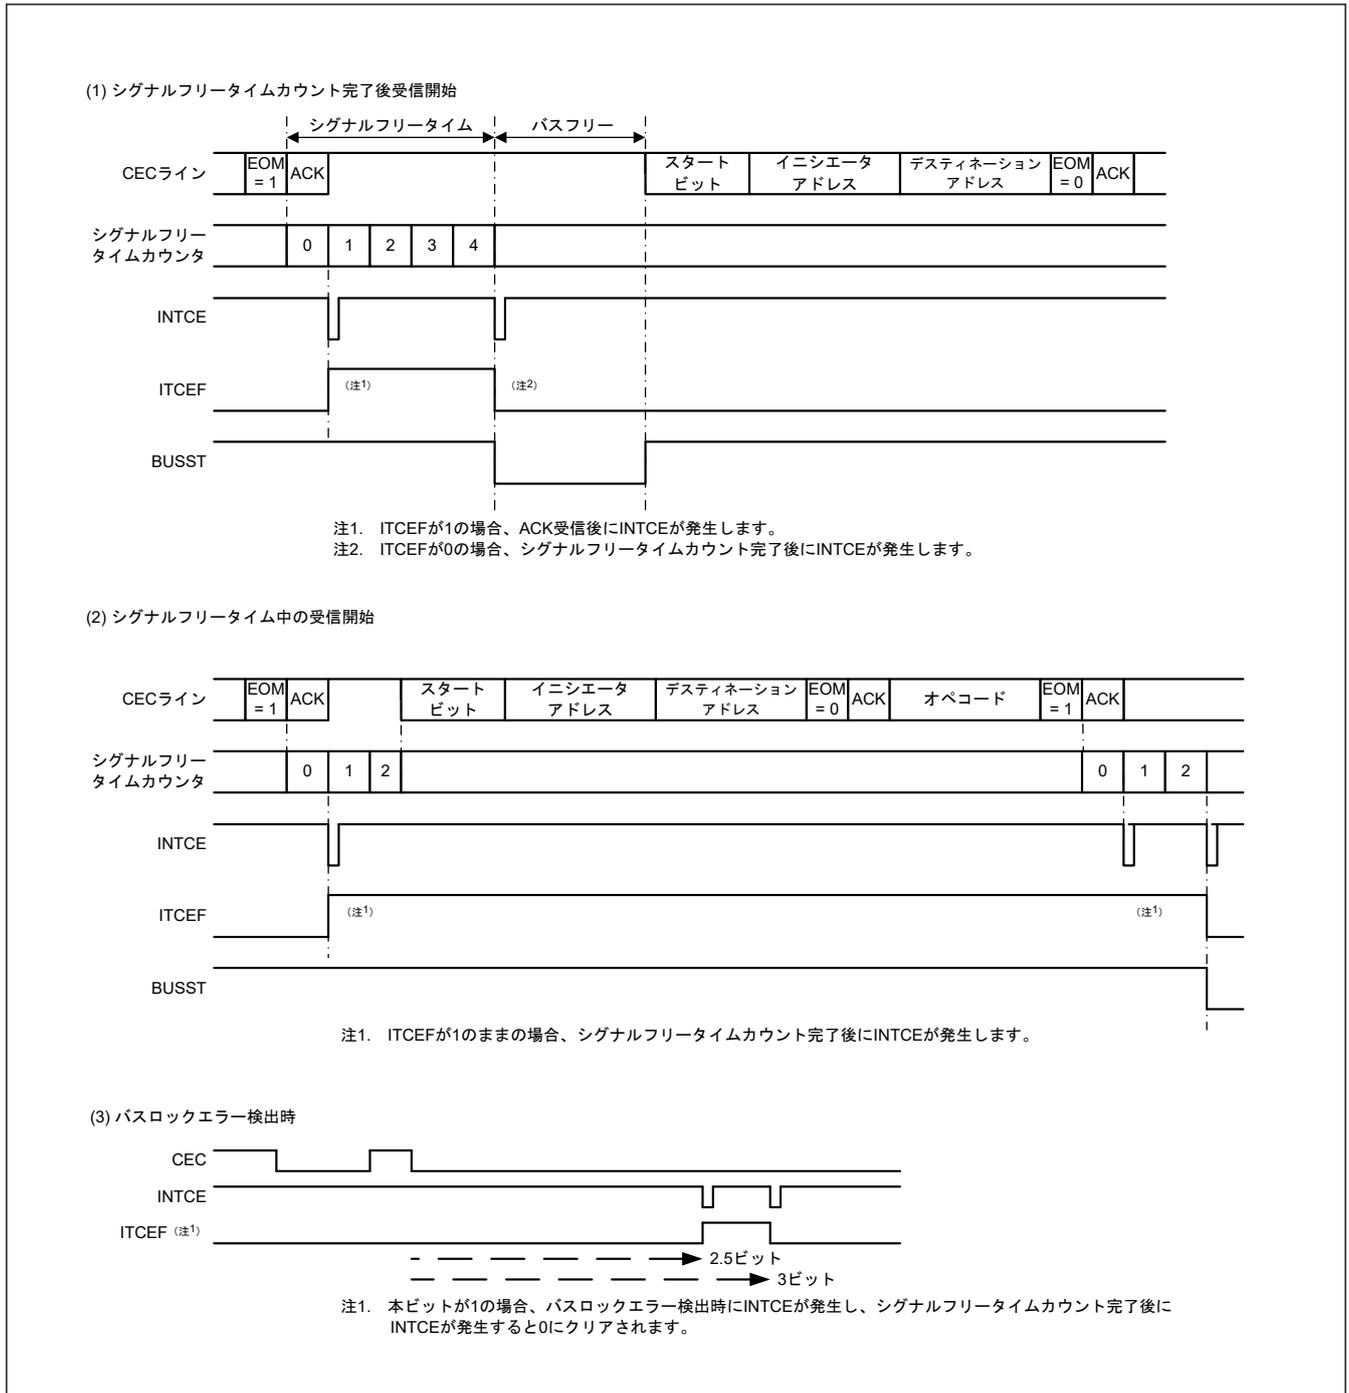 (1) シグナルフリータイムカウント完了後受信開始
シグナルフリータイム
バスフリー
CECライン
EOM
= 1
ACK
スタート
ビット
イニシエータ
アドレス
デスティネーション
アドレス
EOM
= 0
ACK
シグナルフリー
タイムカウンタ
0 1 2 3 4
INTCE
ITCEF
(注1)
(注2)
BUSST
注1. ITCEFが1の場合、ACK受信後にINTCEが発生します。
注2. ITCEFが0の場合、シグナルフリータイムカウント完了後にINTCEが発生します。
(2) シグナルフリータイム中の受信開始
CECライン
EOM
= 1
ACK
スタート
ビット
イニシエータ
アドレス
デスティネーション
アドレス
EOM
= 0
ACK
オペコード
EOM
= 1
ACK
シグナルフリー
タイムカウンタ
0 1 2
0 1 2
INTCE
ITCEF
(注1)
(注1)
BUSST
注1. ITCEFが1のままの場合、シグナルフリータイムカウント完了後にINTCEが発生します。
(3) バスロックエラー検出時
CEC
INTCE
ITCEF (注1)
2.5ビット
3ビット
注1. 本ビットが1の場合、バスロックエラー検出時にINTCEが発生し、シグナルフリータイムカウント完了後に
INTCEが発生すると0にクリアされます。